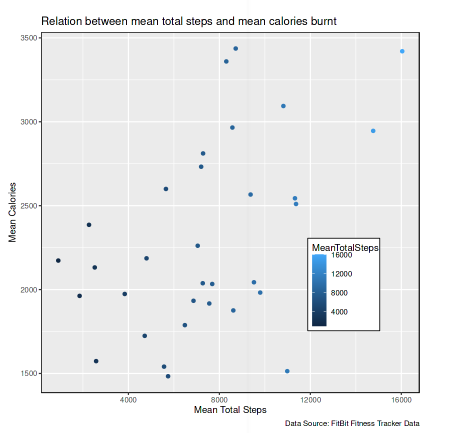 Relation between mean total steps and mean calories burnt
3500
3000
2500
2000
1500
Mean Calories
MeanTotalSteps
16000
12000
8000
4000
4000
8000
12000
16000
Mean Total Steps
Data Source: FitBit Fitness Tracker Data